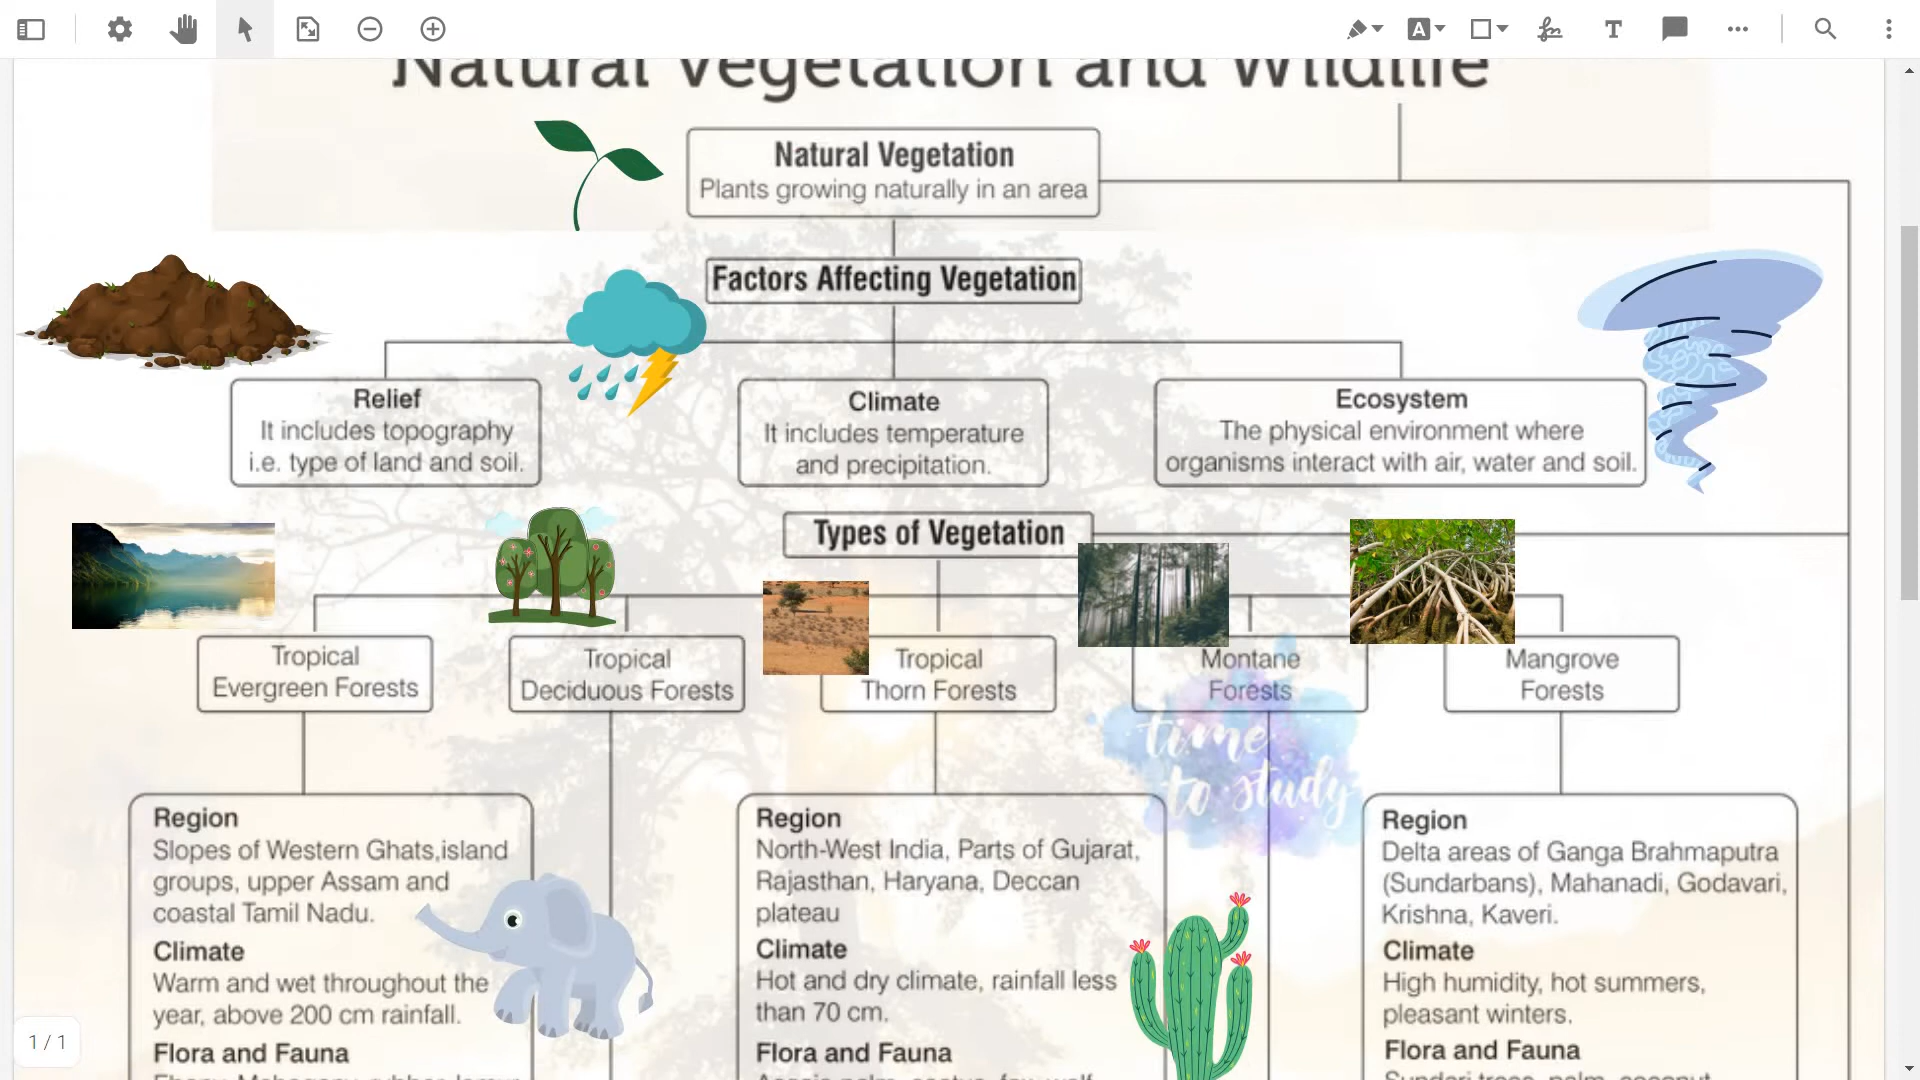 Natural Vegetation and Wildlife
Natural Vegetation
Plants growing naturally in an area
Factors Affecting Vegetation
Relief
It includes topography
i.e. type of land and soil.
Climate
It includes temperature
and precipitation.
Ecosystem
The physical environment where
organisms interact with air, water and soil.
Types of Vegetation
Tropical
Evergreen Forests
Tropical
Deciduous Forests
Tropical
Thorn Forests
Montane
Forests
Mangrove
Forests
time
to study
Region
Slopes of Western Ghats,island
groups, upper Assam and
coastal Tamil Nadu.
Climate
Warm and wet throughout the
year, above 200 cm rainfall.
Flora and Fauna
Region
North-West India, Parts of Gujarat,
Rajasthan, Haryana, Deccan
plateau
Climate
Hot and dry climate, rainfall less
than 70 cm.
Flora and Fauna
Region
Delta areas of Ganga Brahmaputra
(Sundarbans), Mahanadi, Godavari,
Krishna, Kaveri.
Climate
High humidity, hot summers,
pleasant winters.
Flora and Fauna
1 / 1